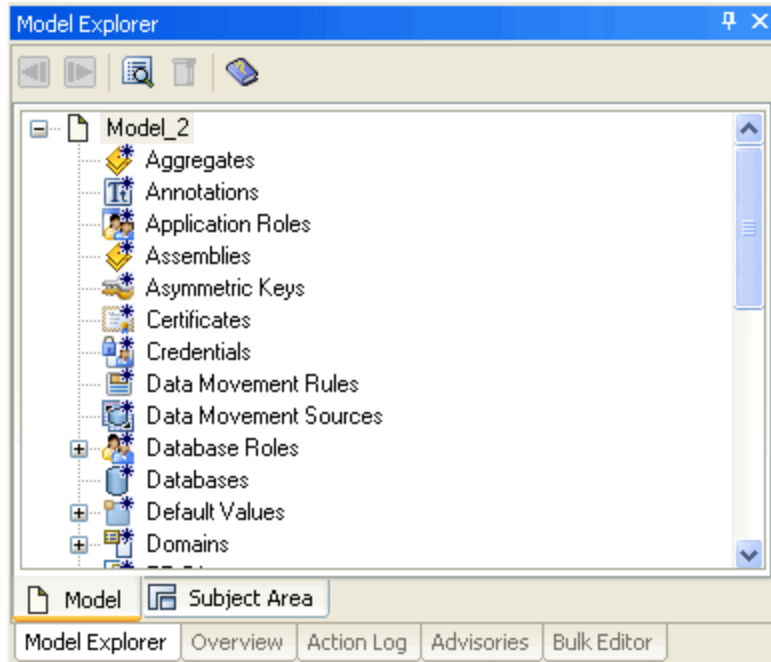 Model Explorer
Model_2
Aggregates
Annotations
Application Roles
Assemblies
Asymmetric Keys
Certificates
Credentials
Data Movement Rules
Data Movement Sources
Database Roles
Databases
Default Values
Domains
Model Subject Area
Model Explorer Overview Action Log Advisories Bulk Editor